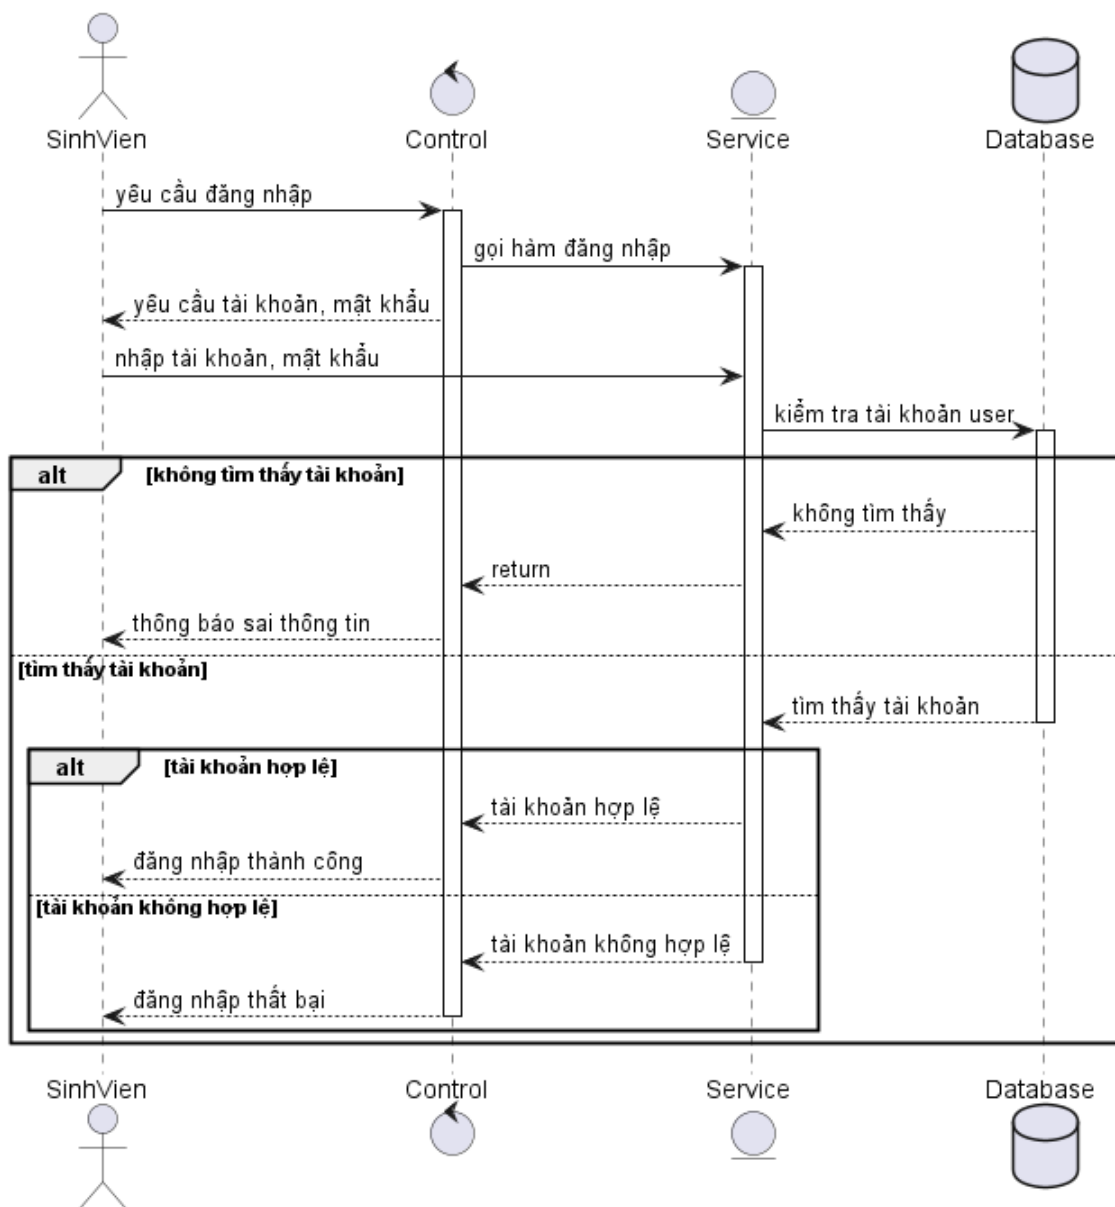 SinhVien
Control
Service
Database
yêu cầu đăng nhập
gọi hàm đăng nhập
yêu cầu tài khoản, mật khẩu
nhập tài khoản, mật khẩu
kiểm tra tài khoản user
alt [không tìm thấy tài khoản]
không tìm thấy
return
thông báo sai thông tin
[tìm thấy tài khoản]
tìm thấy tài khoản
alt [tài khoản hợp lệ]
tài khoản hợp lệ
đăng nhập thành công
[tài khoản không hợp lệ]
tài khoản không hợp lệ
đăng nhập thất bại
SinhVien
Control
Service
Database